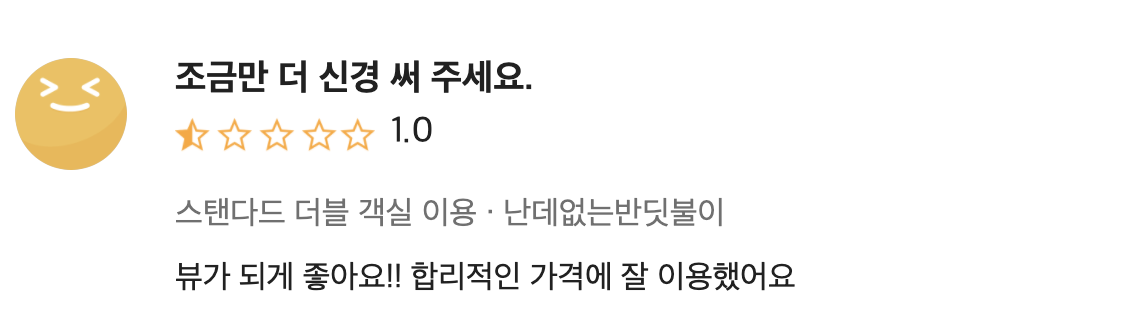 조금만 더 신경 써 주세요.
1.0
스탠다드 더블 객실 이용 · 난데없는반딧불이
뷰가 되게 좋아요!! 합리적인 가격에 잘 이용했어요